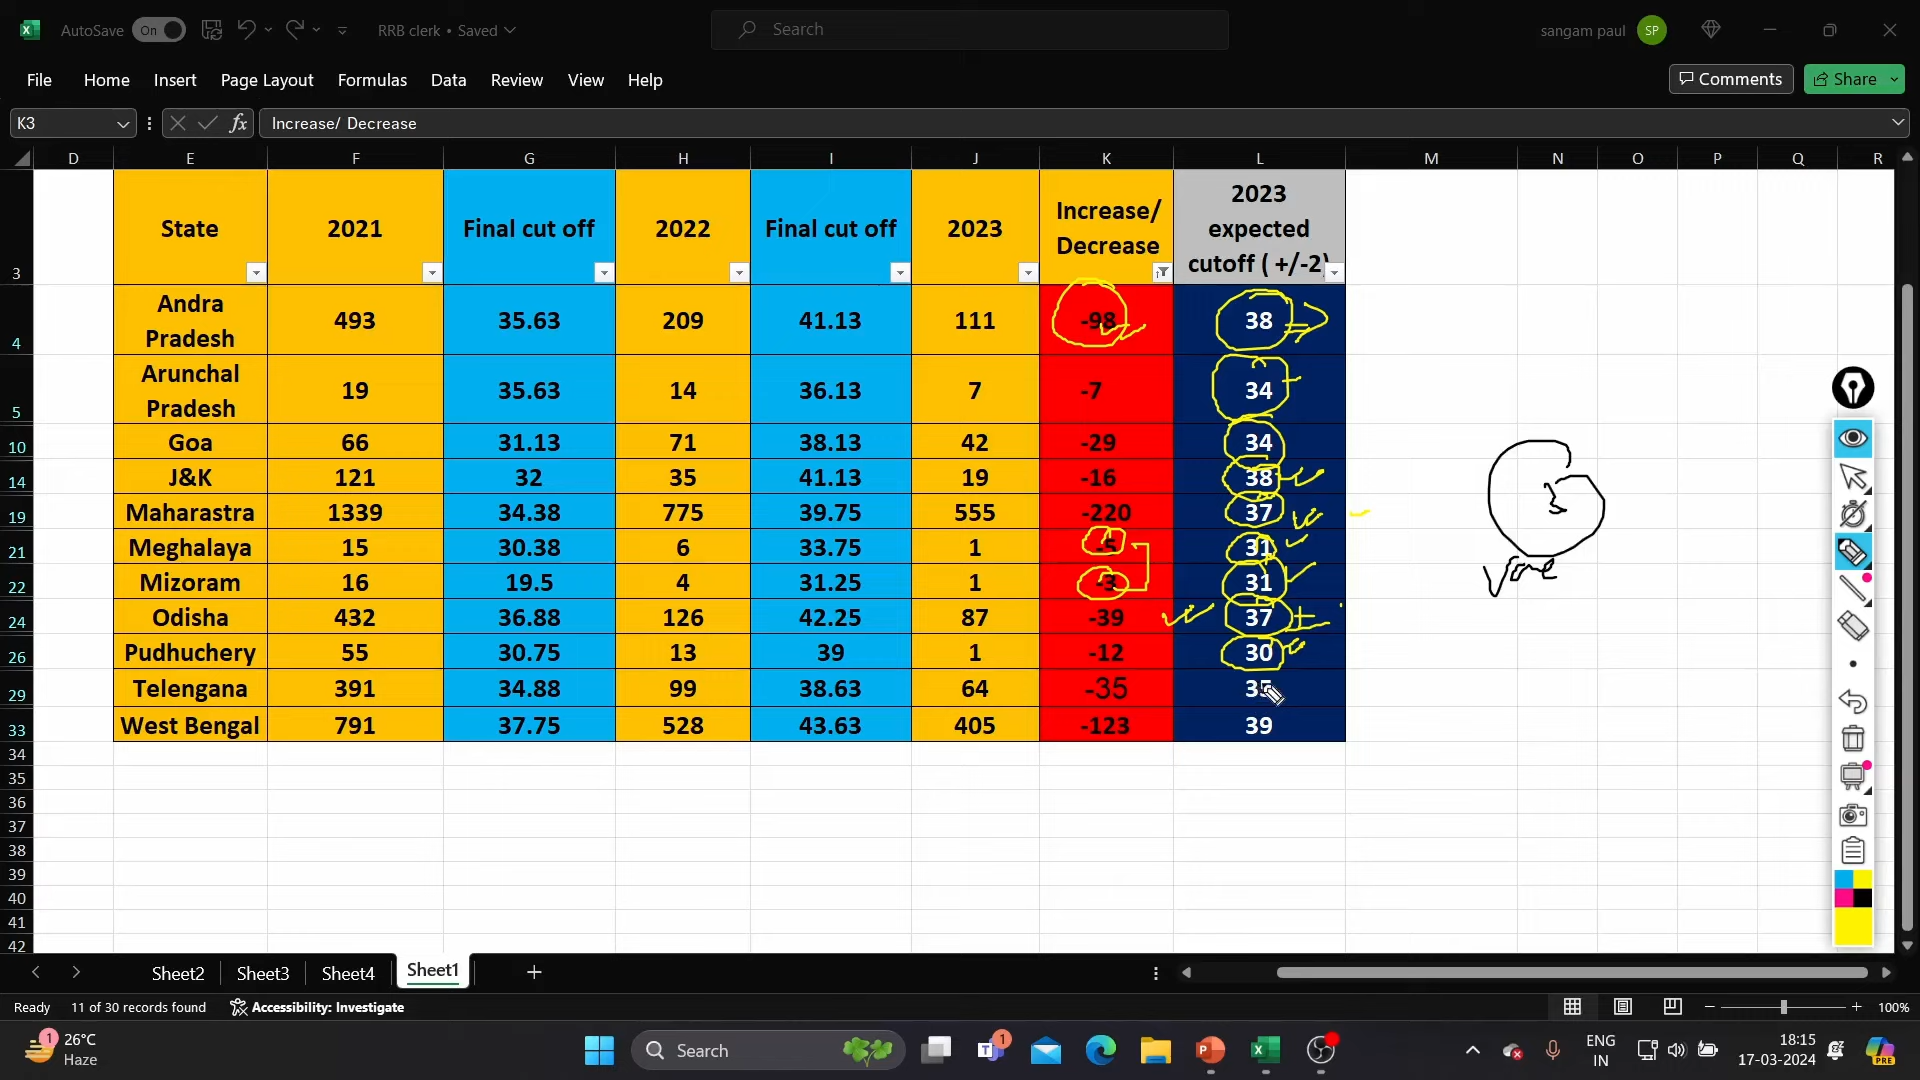 AutoSave On RRB clerk • Saved Search sangam paul SP
File Home Insert Page Layout Formulas Data Review View Help Comments Share
K3 fx Increase/ Decrease
D E F G H I J K L M N O P Q R
3 State 2021 Final cut off 2022 Final cut off 2023 Increase/ Decrease 2023 expected cutoff ( +/-2)
4 Andra Pradesh 493 35.63 209 41.13 111 -98 38
5 Arunchal Pradesh 19 35.63 14 36.13 7 -7 34
10 Goa 66 31.13 71 38.13 42 -29 34
14 J&K 121 32 35 41.13 19 -16 38
19 Maharastra 1339 34.38 775 39.75 555 -220 37
21 Meghalaya 15 30.38 6 33.75 1 -5 31
22 Mizoram 16 19.5 4 31.25 1 -3 31
24 Odisha 432 36.88 126 42.25 87 -39 37
26 Pudhuchery 55 30.75 13 39 1 -12 30
29 Telengana 391 34.88 99 38.63 64 -35 35
33 West Bengal 791 37.75 528 43.63 405 -123 39
34
35
36
37
38
39
40
41
42
Sheet2 Sheet3 Sheet4 Sheet1
Ready 11 of 30 records found Accessibility: Investigate 100%
1 26°C Haze Search 1 ENG IN 18:15 17-03-2024 PRE